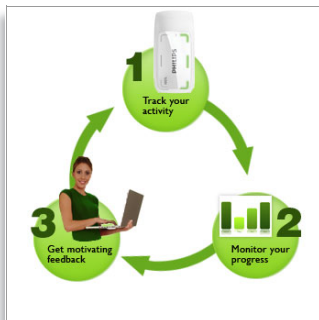 1
Track your
activity
2
Monitor your
progress
3
Get motivating
feedback